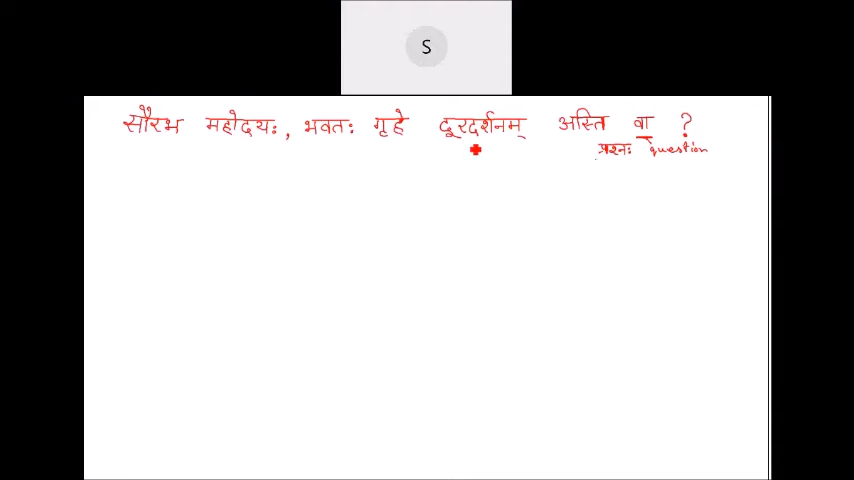 S
सौरभ महोदयः, भवतः गृहे दूरदर्शनम् अस्ति वा ?
प्रश्नः question